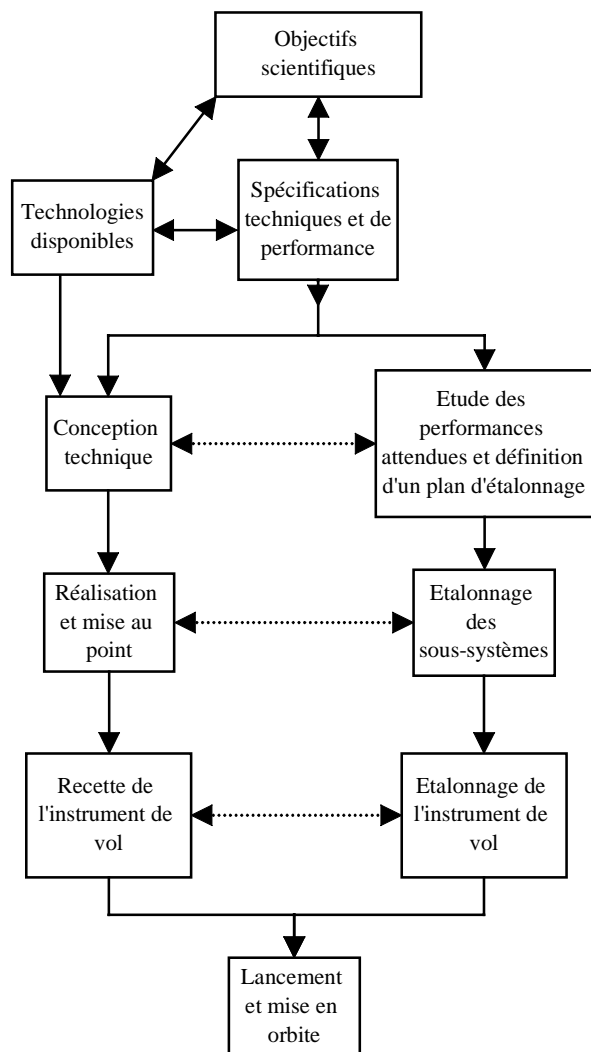 Objectifs
scientifiques
Technologies
disponibles
Spécifications
techniques et de
performance
Conception
technique
Etude des
performances
attendues et définition
d'un plan d'étalonnage
Réalisation
et mise au
point
Etalonnage
des
sous-systèmes
Recette de
l'instrument de
vol
Etalonnage de
l'instrument de
vol
Lancement
et mise en
orbite